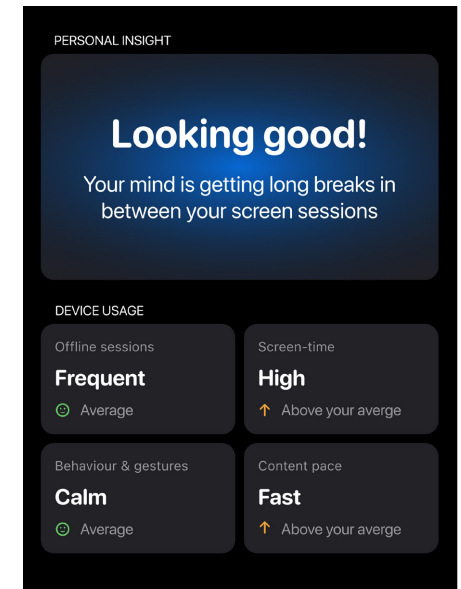 PERSONAL INSIGHT
Looking good!
Your mind is getting long breaks in
between your screen sessions
DEVICE USAGE
Offline sessions
Frequent
Average
Screen-time
High
Above your averge
Behaviour & gestures
Calm
Average
Content pace
Fast
Above your averge